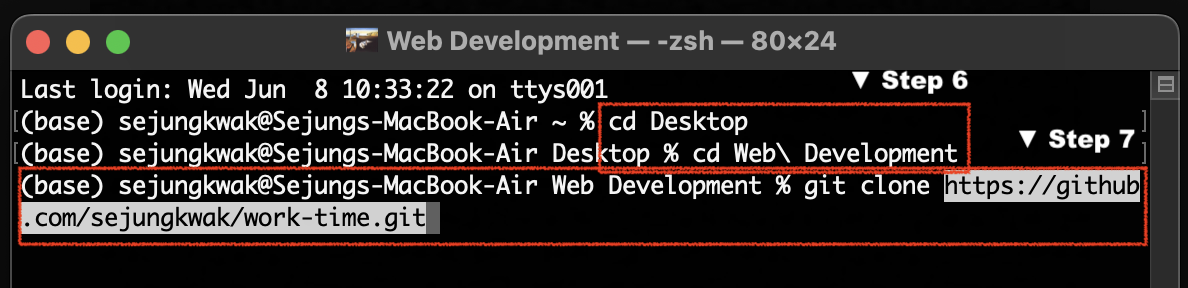 Web Development — -zsh — 80×24
Last login: Wed Jun  8 10:33:22 on ttys001
▼ Step 6
[(base) sejungkwak@Sejungs-MacBook-Air ~ % cd Desktop ]
▼ Step 7
[(base) sejungkwak@Sejungs-MacBook-Air Desktop % cd Web\ Development ]
(base) sejungkwak@Sejungs-MacBook-Air Web Development % git clone https://github
.com/sejungkwak/work-time.git